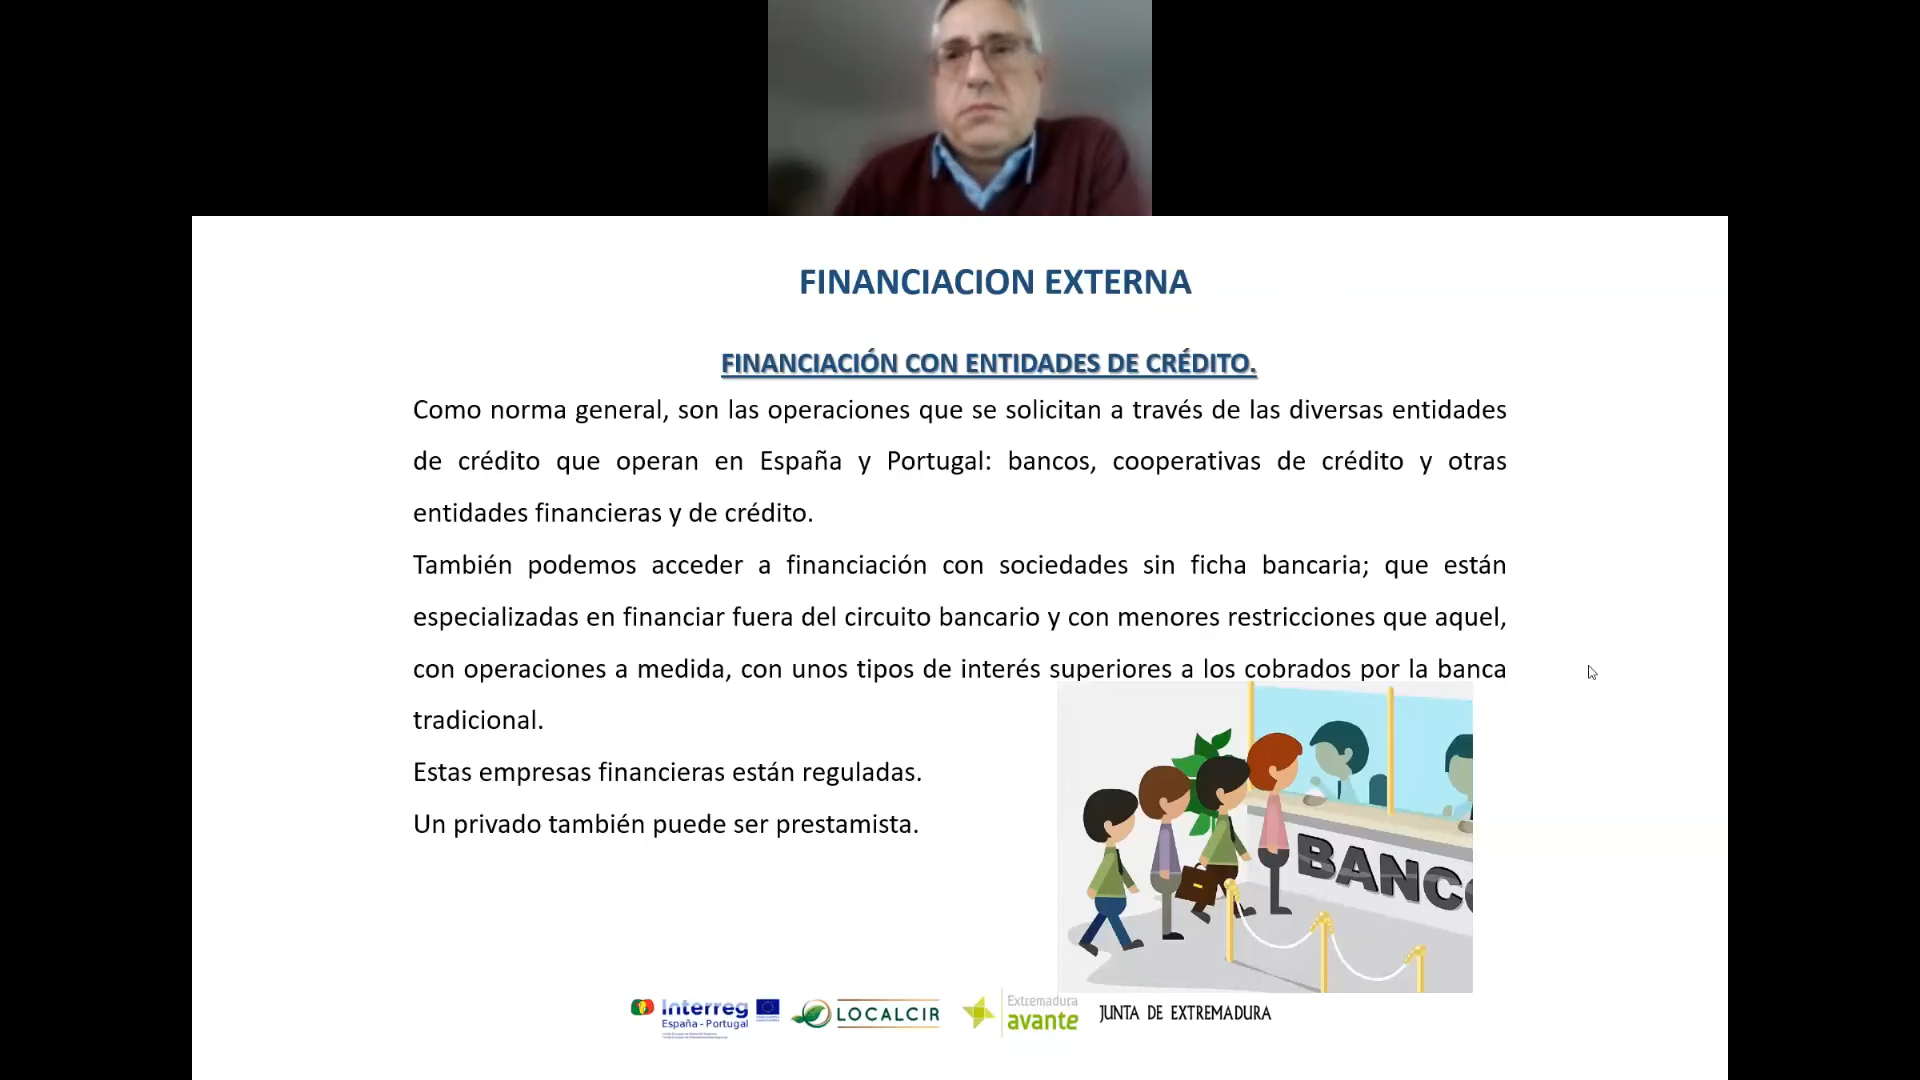 FINANCIACION EXTERNA
FINANCIACIÓN CON ENTIDADES DE CRÉDITO.
Como norma general, son las operaciones que se solicitan a través de las diversas entidades
de crédito que operan en España y Portugal: bancos, cooperativas de crédito y otras
entidades financieras y de crédito.
También podemos acceder a financiación con sociedades sin ficha bancaria; que están
especializadas en financiar fuera del circuito bancario y con menores restricciones que aquel,
con operaciones a medida, con unos tipos de interés superiores a los cobrados por la banca
tradicional.
Estas empresas financieras están reguladas.
Un privado también puede ser prestamista.
BANCO
Interreg
España - Portugal
LOCALCIR
Extremadura
avante
JUNTA DE EXTREMADURA